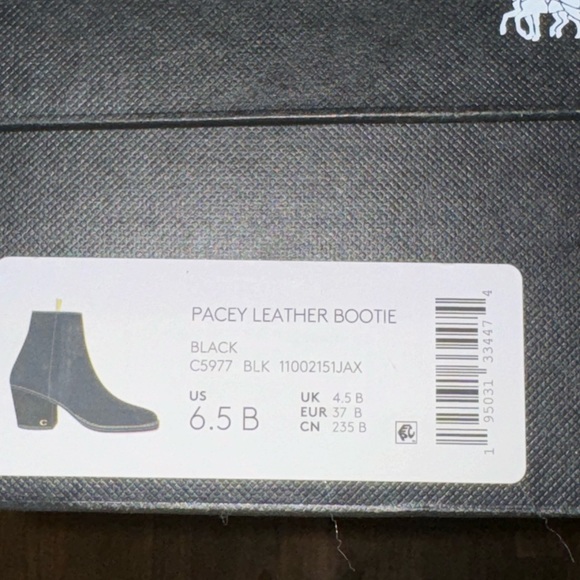 PACEY LEATHER BOOTIE
BLACK
C5977 BLK 11002151JAX
US
6.5 B
UK 4.5 B
EUR 37 B
CN 235 B
1 95031 33447 4